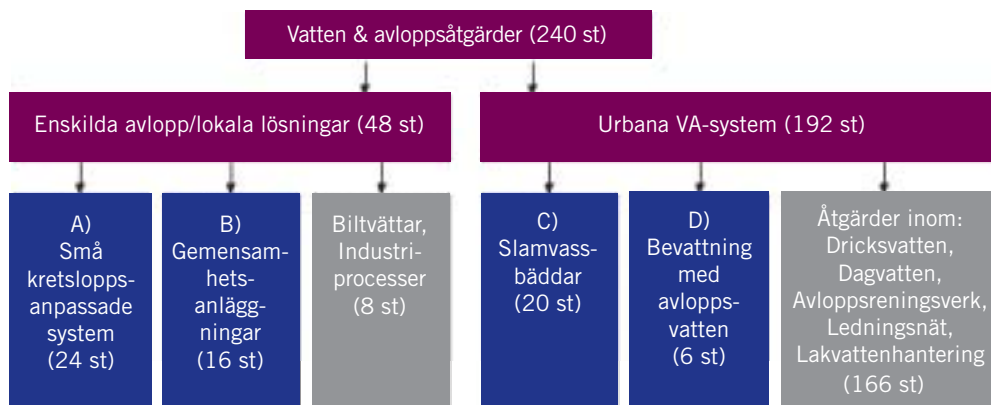 Vatten & avloppsåtgärder (240 st)
Enskilda avlopp/lokala lösningar (48 st)
Urbana VA-system (192 st)
A)
Små
kretslopps-
anpassade
system
(24 st)
B)
Gemensam-
hets-
anlägg-
ningar
(16 st)
Biltvättar,
Industri-
processer
(8 st)
C)
Slamvass-
bäddar
(20 st)
D)
Bevattning
med
avlopps-
vatten
(6 st)
Åtgärder inom:
Dricksvatten,
Dagvatten,
Avloppsreningsverk,
Ledningsnät,
Lakvattenhantering
(166 st)